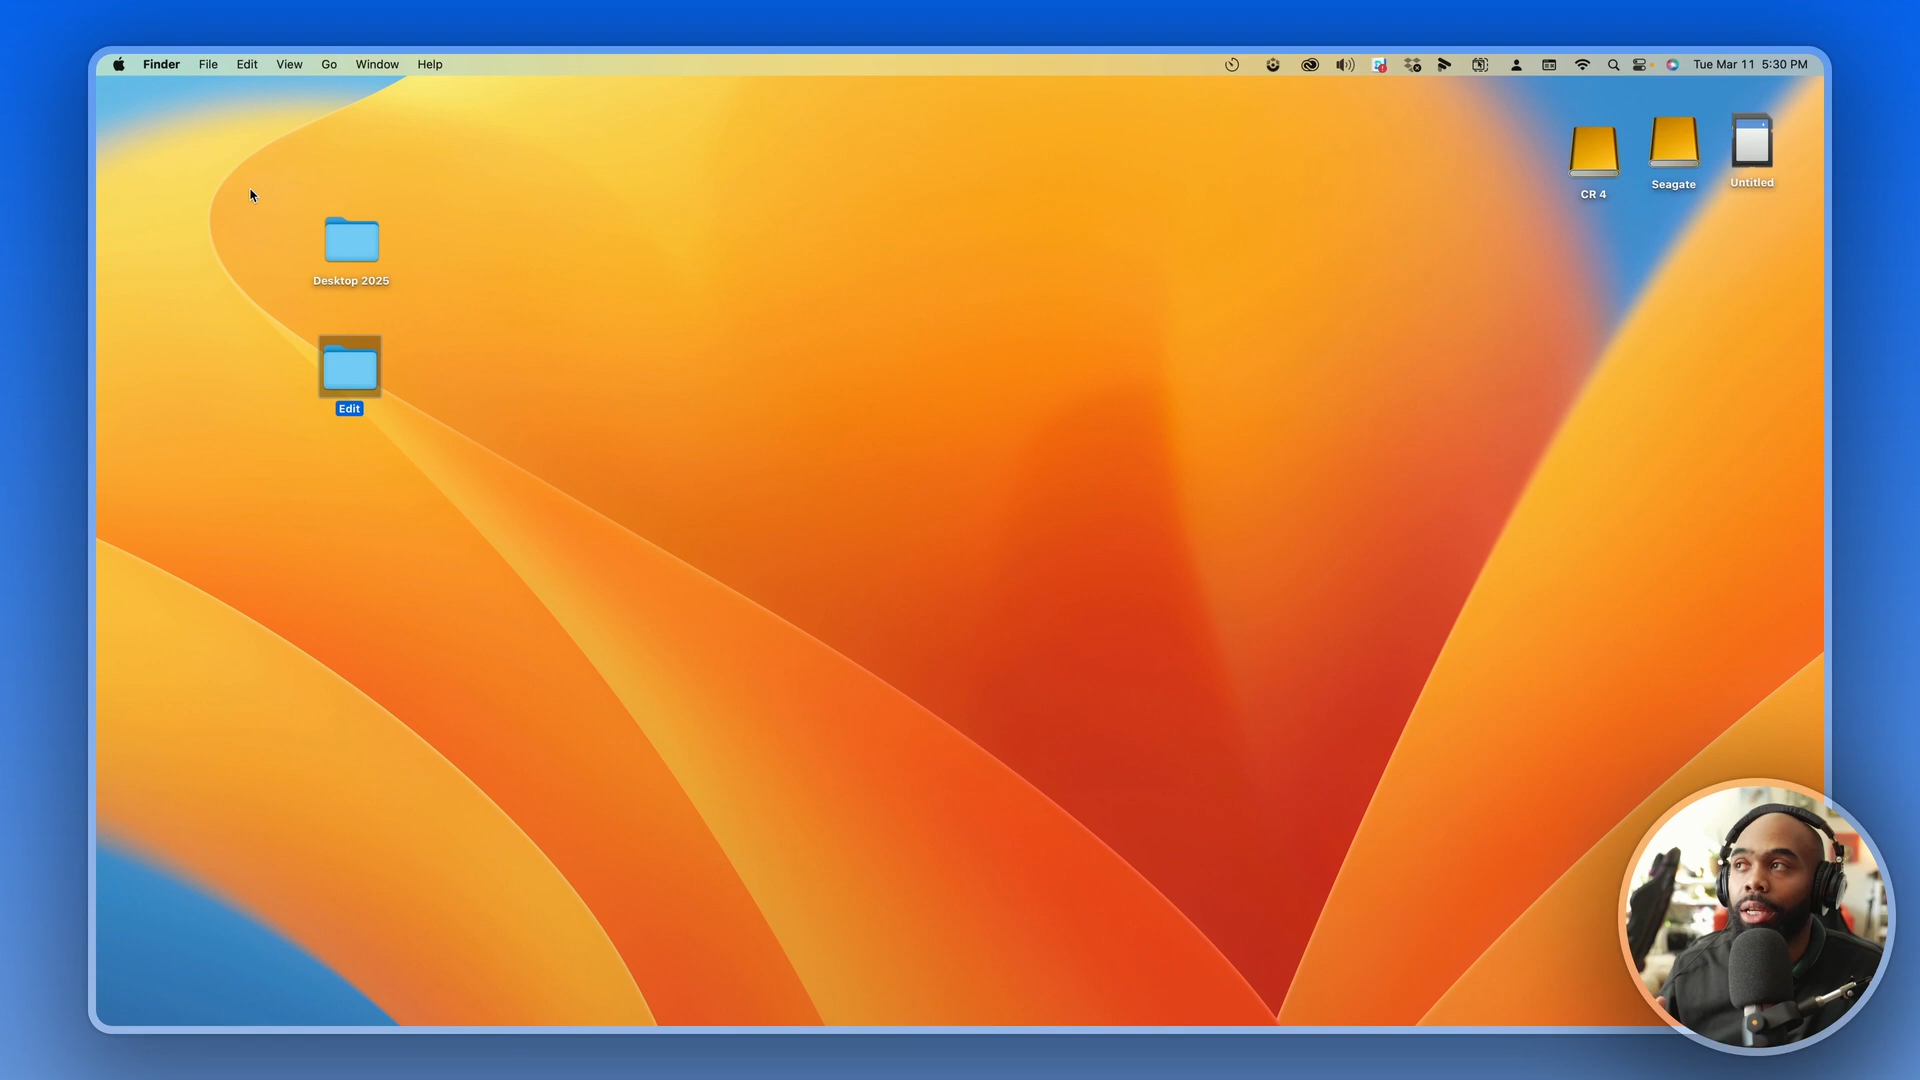 Finder File Edit View Go Window Help Tue Mar 11 5:30 PM
CR 4
Seagate
Untitled
Desktop 2025
Edit